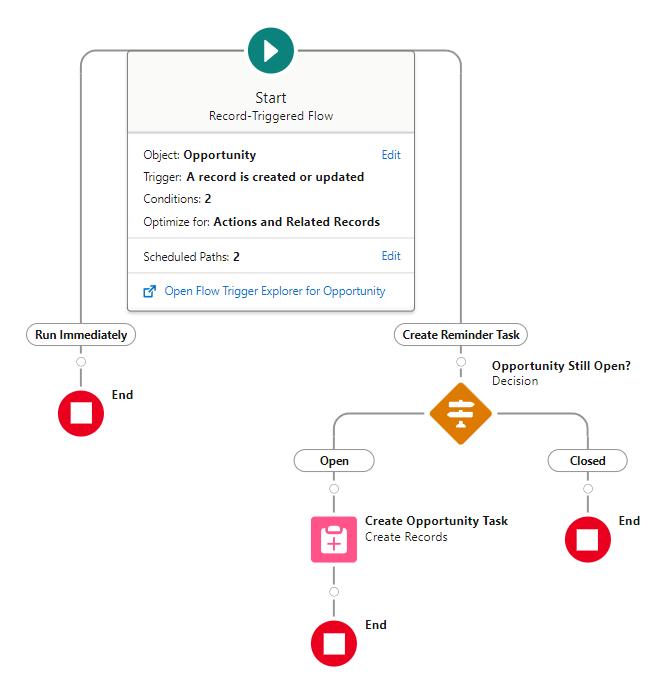 Start
Record-Triggered Flow
Object: Opportunity Edit
Trigger: A record is created or updated
Conditions: 2
Optimize for: Actions and Related Records
Scheduled Paths: 2 Edit
Open Flow Trigger Explorer for Opportunity
Run Immediately
Create Reminder Task
End
Opportunity Still Open?
Decision
Open
Closed
Create Opportunity Task
Create Records
End
End